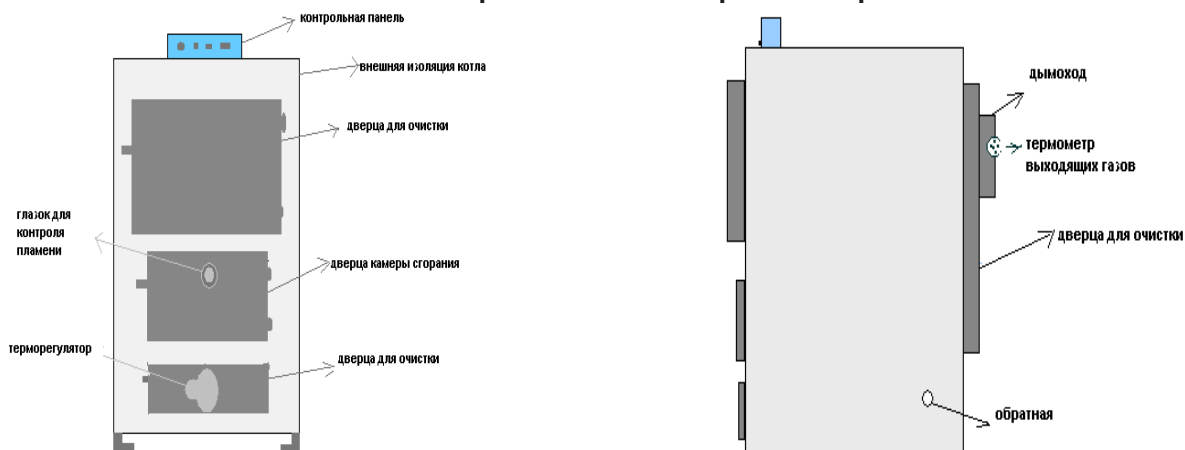 контрольная панель
внешняя изоляция котла
дверца для очистки
глазок для
контроля
пламени
дверца камеры сгорания
терморегулятор
дверца для очистки
дымоход
термометр
выходящих газов
дверца для очистки
обратная